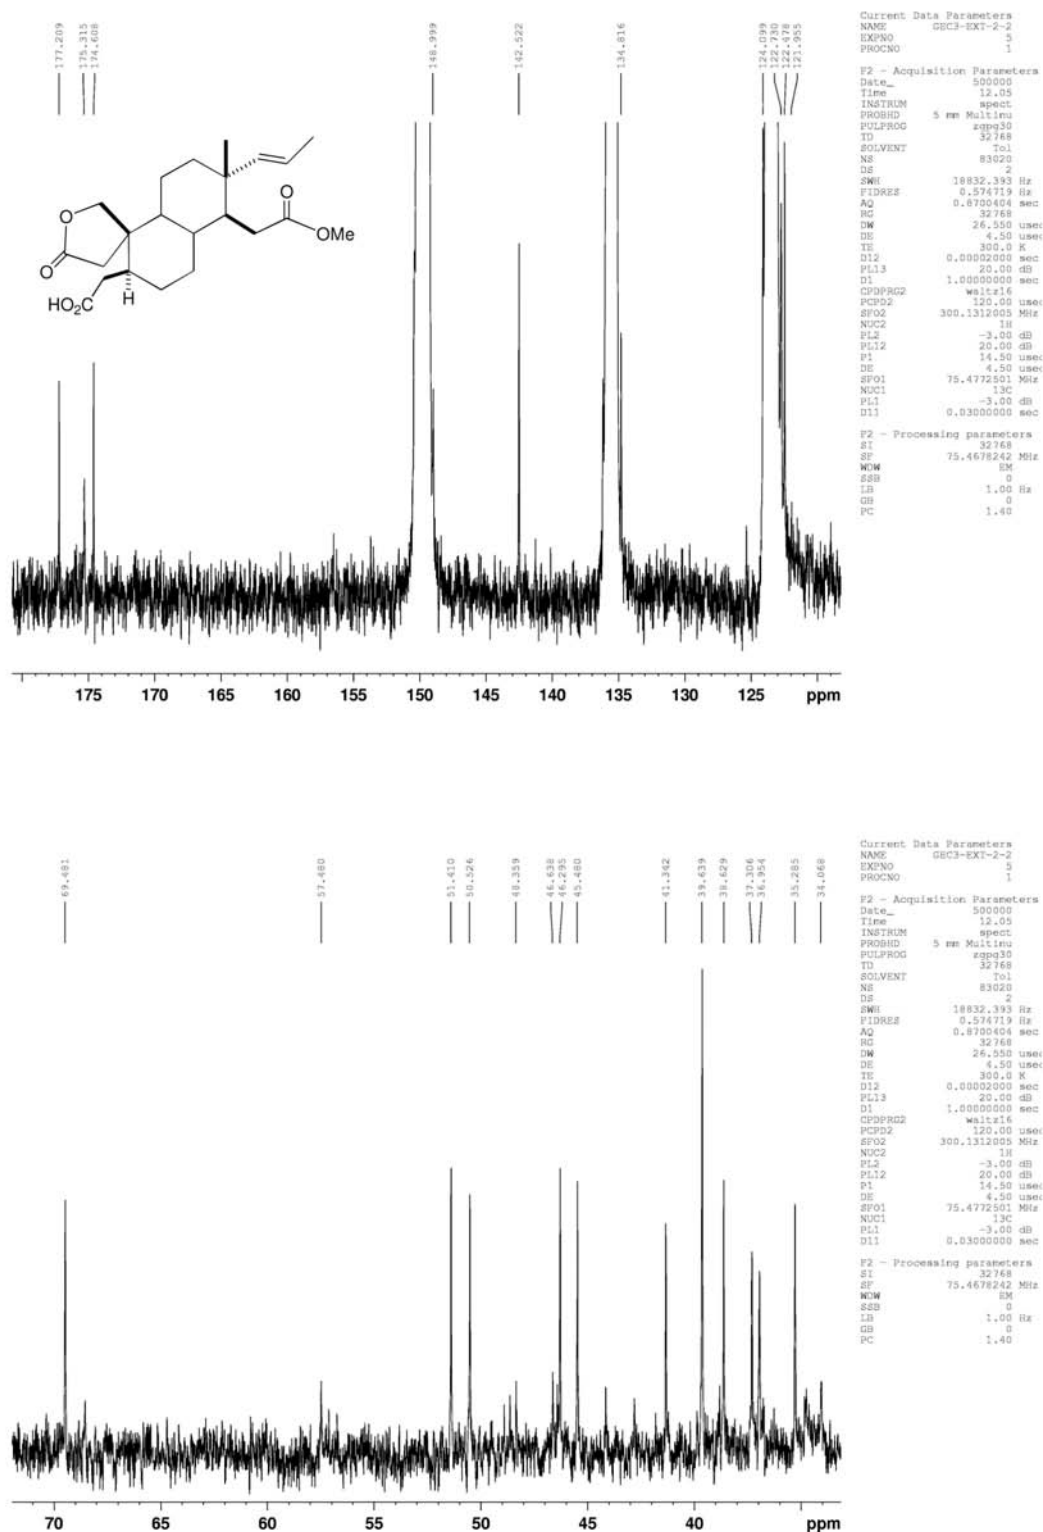 177.209
175.315
174.608
148.999
142.522
134.816
124.099
122.730
122.478
121.955
O
O
O
OMe
HO2C
H
175 170 165 160 155 150 145 140 135 130 125 ppm
Current Data Parameters
NAME GEC3-EXT-2-2
EXPNO 5
PROCNO 1
F2 - Acquisition Parameters
Date_ 500000
Time 12.05
INSTRUM spect
PROBHD 5 mm Multinu
PULPROG zgpg30
TD 32768
SOLVENT Tol
NS 83020
DS 2
SWH 18832.393 Hz
FIDRES 0.574719 Hz
AQ 0.8700404 sec
RG 32768
DW 26.550 usec
DE 4.50 usec
TE 300.0 K
D12 0.00002000 sec
PL13 20.00 dB
D1 1.00000000 sec
CPDPRG2 waltz16
PCPD2 120.00 usec
SFO2 300.1312005 MHz
NUC2 1H
PL2 -3.00 dB
PL12 20.00 dB
P1 14.50 usec
DE 4.50 usec
SFO1 75.4772501 MHz
NUC1 13C
PL1 -3.00 dB
D11 0.03000000 sec
F2 - Processing parameters
SI 32768
SF 75.4678242 MHz
WDW EM
SSB 0
LB 1.00 Hz
GB 0
PC 1.40
69.481
57.480
51.410
50.526
48.359
46.638
46.295
45.480
41.342
39.639
38.629
37.306
36.954
35.285
34.068
70 65 60 55 50 45 40 ppm
Current Data Parameters
NAME GEC3-EXT-2-2
EXPNO 5
PROCNO 1
F2 - Acquisition Parameters
Date_ 500000
Time 12.05
INSTRUM spect
PROBHD 5 mm Multinu
PULPROG zgpg30
TD 32768
SOLVENT Tol
NS 83020
DS 2
SWH 18832.393 Hz
FIDRES 0.574719 Hz
AQ 0.8700404 sec
RG 32768
DW 26.550 usec
DE 4.50 usec
TE 300.0 K
D12 0.00002000 sec
PL13 20.00 dB
D1 1.00000000 sec
CPDPRG2 waltz16
PCPD2 120.00 usec
SFO2 300.1312005 MHz
NUC2 1H
PL2 -3.00 dB
PL12 20.00 dB
P1 14.50 usec
DE 4.50 usec
SFO1 75.4772501 MHz
NUC1 13C
PL1 -3.00 dB
D11 0.03000000 sec
F2 - Processing parameters
SI 32768
SF 75.4678242 MHz
WDW EM
SSB 0
LB 1.00 Hz
GB 0
PC 1.40